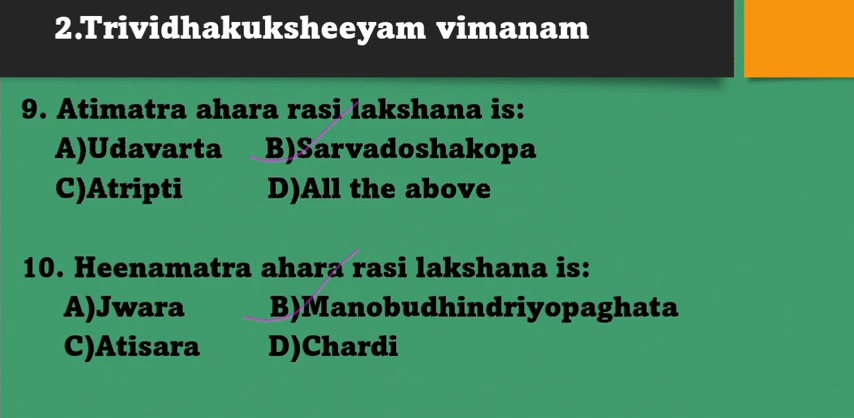 2.Trividhakuksheeyam vimanam
9. Atimatra ahara rasi lakshana is:
A)Udavarta B)Sarvadoshakopa
C)Atripti D)All the above
10. Heenamatra ahara rasi lakshana is:
A)Jwara B)Manobudhindriyopaghata
C)Atisara D)Chardi